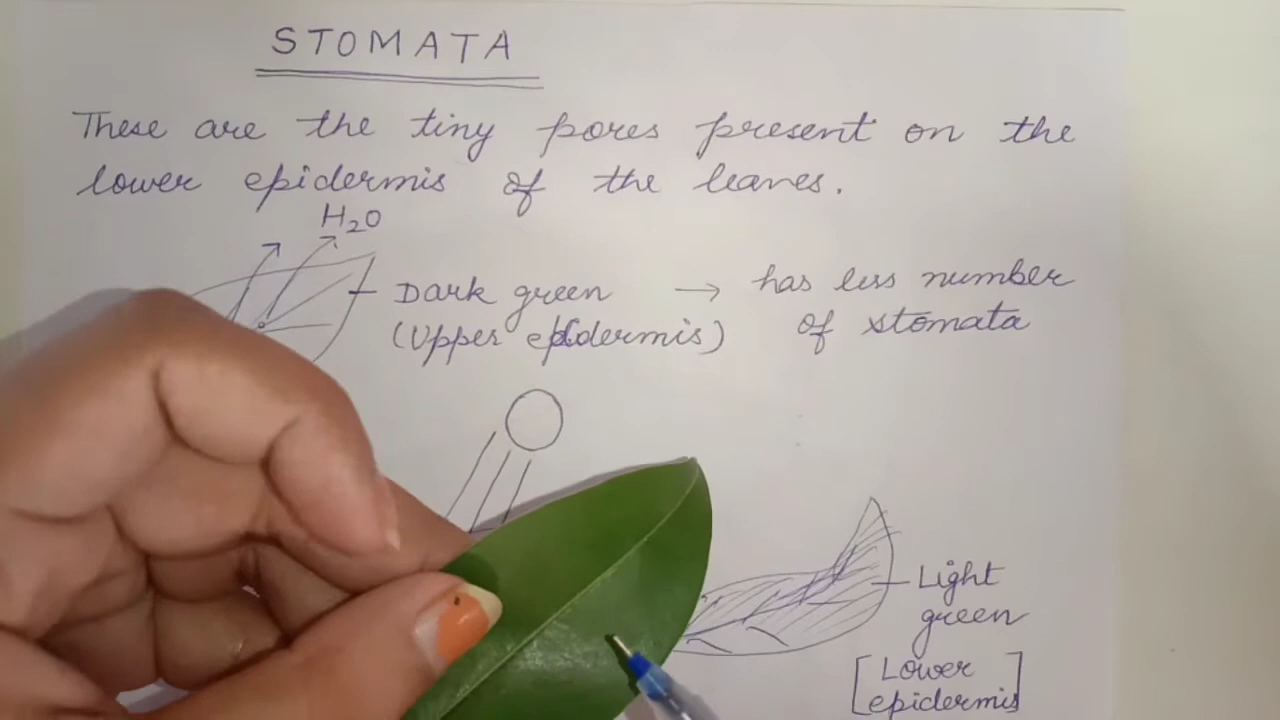 STOMATA
These are the tiny pores present on the
lower epidermis of the leaves.
H₂O
Dark green → has less number
(Upper epidermis) of stomata
Light
green
[Lower
epidermis]